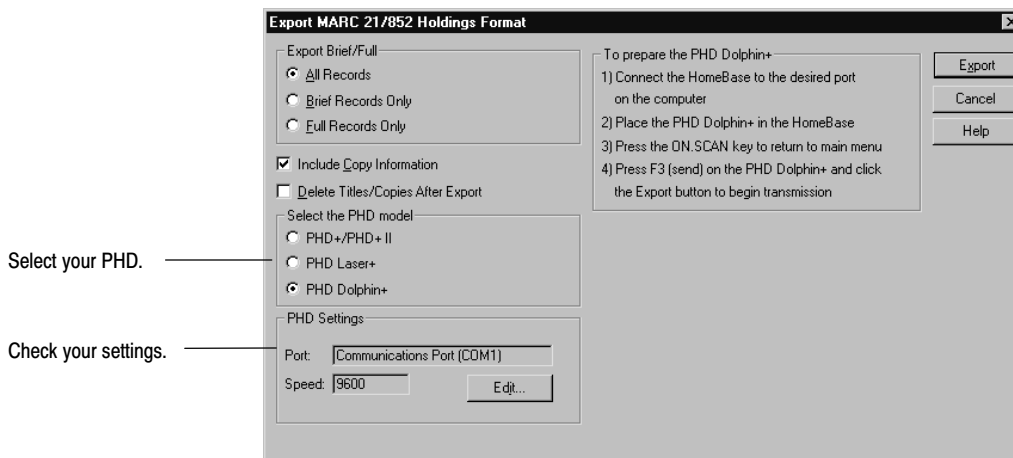 Export MARC 21/852 Holdings Format
Export Brief/Full
All Records
Brief Records Only
Full Records Only
Include Copy Information
Delete Titles/Copies After Export
Select the PHD model
PHD+/PHD+ II
PHD Laser+
PHD Dolphin+
PHD Settings
Port: Communications Port (COM1)
Speed: 9600
Edit...
To prepare the PHD Dolphin+
1) Connect the HomeBase to the desired port
on the computer
2) Place the PHD Dolphin+ in the HomeBase
3) Press the ON.SCAN key to return to main menu
4) Press F3 (send) on the PHD Dolphin+ and click
the Export button to begin transmission
Export
Cancel
Help
Select your PHD.
Check your settings.